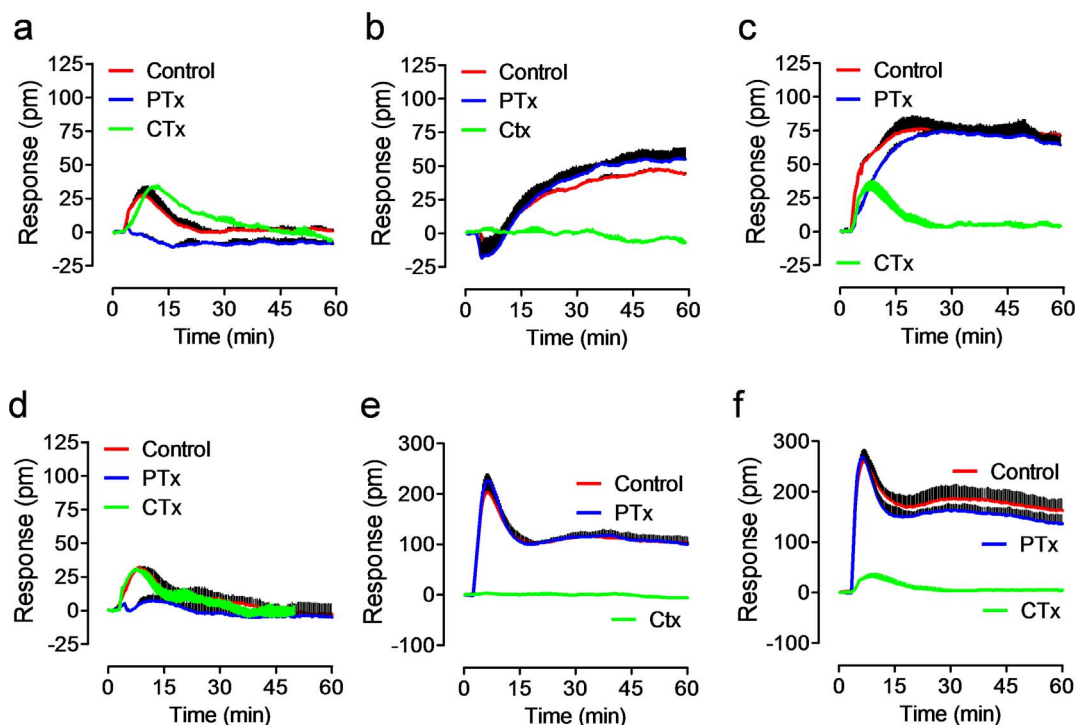 a
125
100
75
50
25
0
-25
Response (pm)
Control
PTx
CTx
0 15 30 45 60
Time (min)
b
125
100
75
50
25
0
-25
Response (pm)
Control
PTx
Ctx
0 15 30 45 60
Time (min)
c
125
100
75
50
25
0
-25
Response (pm)
Control
PTx
CTx
0 15 30 45 60
Time (min)
d
125
100
75
50
25
0
-25
Response (pm)
Control
PTx
CTx
0 15 30 45 60
Time (min)
e
300
200
100
0
-100
Response (pm)
Control
PTx
Ctx
0 15 30 45 60
Time (min)
f
300
200
100
0
-100
Response (pm)
Control
PTx
CTx
0 15 30 45 60
Time (min)